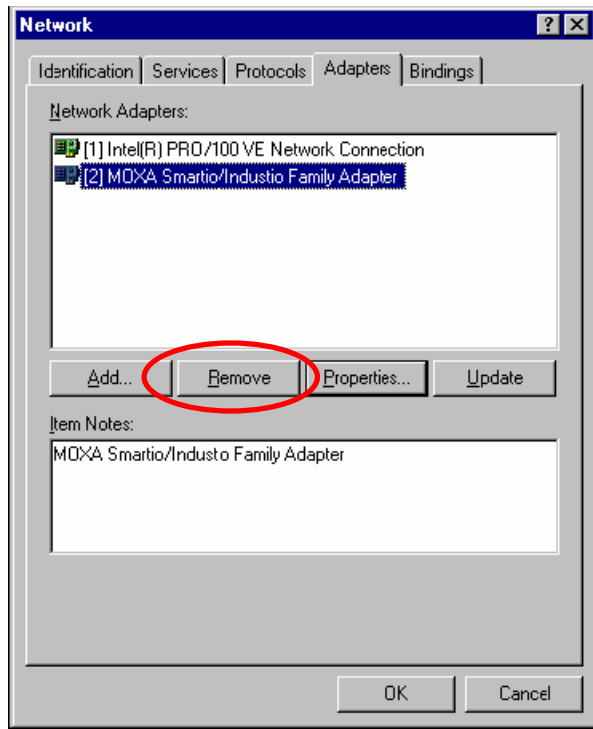 Network
Identification Services Protocols Adapters Bindings
Network Adapters:
[1] Intel(R) PRO/100 VE Network Connection
[2] MOXA Smartio/Industio Family Adapter
Add... Remove Properties... Update
Item Notes:
MOXA Smartio/Industo Family Adapter
OK Cancel